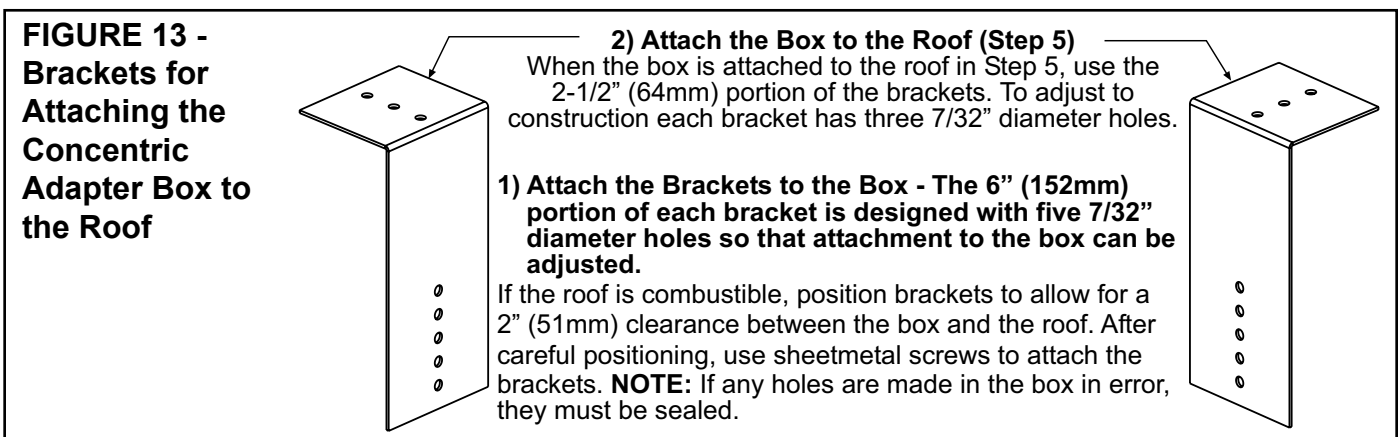 FIGURE 13 -
Brackets for
Attaching the
Concentric
Adapter Box to
the Roof
2) Attach the Box to the Roof (Step 5)
When the box is attached to the roof in Step 5, use the
2-1/2” (64mm) portion of the brackets. To adjust to
construction each bracket has three 7/32” diameter holes.
1) Attach the Brackets to the Box - The 6” (152mm)
portion of each bracket is designed with five 7/32”
diameter holes so that attachment to the box can be
adjusted.
If the roof is combustible, position brackets to allow for a
2” (51mm) clearance between the box and the roof. After
careful positioning, use sheetmetal screws to attach the
brackets. NOTE: If any holes are made in the box in error,
they must be sealed.